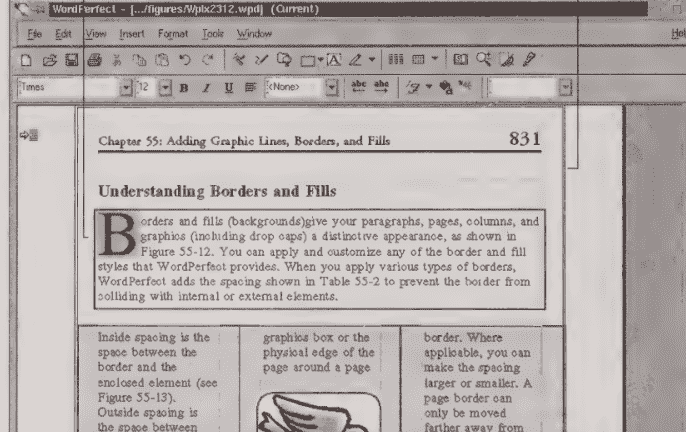 WordPerfect - [.../figures/Wplx2312.wpd] (Current)
File Edit View Insert Format Tools Window Hel
Times 12 B I U <None> abc abc
Chapter 55: Adding Graphic Lines, Borders, and Fills 831
Understanding Borders and Fills
Borders and fills (backgrounds)give your paragraphs, pages, columns, and
graphics (including drop caps) a distinctive appearance, as shown in
Figure 55-12. You can apply and customize any of the border and fill
styles that WordPerfect provides. When you apply various types of borders,
WordPerfect adds the spacing shown in Table 55-2 to prevent the border from
colliding with internal or external elements.
Inside spacing is the
space between the
border and the
enclosed element (see
Figure 55-13).
Outside spacing is
the space between
graphics box or the
physical edge of the
page around a page
border. Where
applicable, you can
make the spacing
larger or smaller. A
page border can
only be moved
farther away from